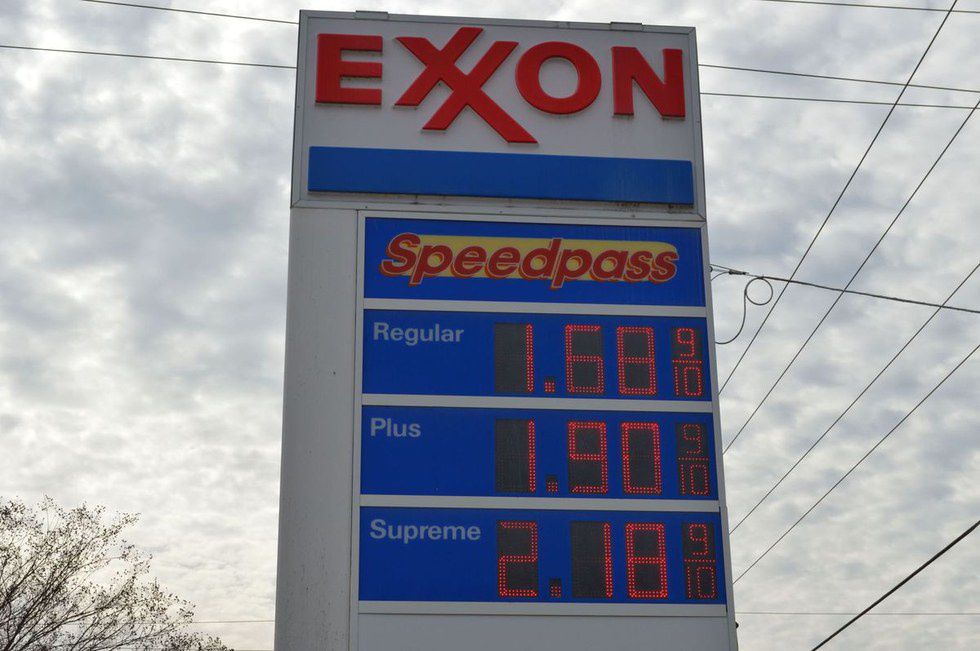 EXXON
Speedpass
Regular 1.68 9/10
Plus 1.90 9/10
Supreme 2.18 9/10